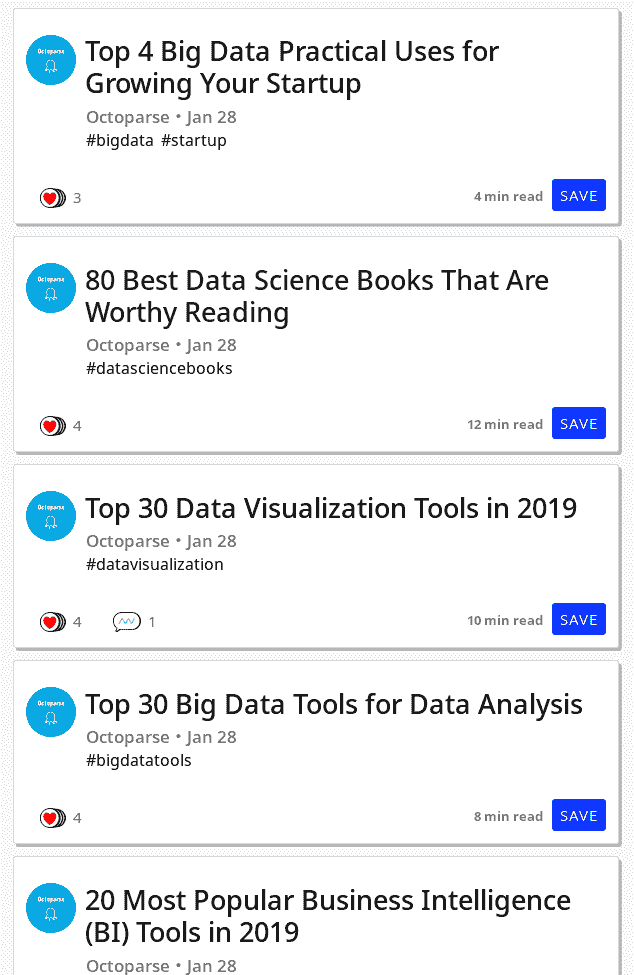 Octoparse
Top 4 Big Data Practical Uses for
Growing Your Startup
Octoparse • Jan 28
#bigdata #startup
3
4 min read
SAVE
Octoparse
80 Best Data Science Books That Are
Worthy Reading
Octoparse • Jan 28
#datasciencebooks
4
12 min read
SAVE
Octoparse
Top 30 Data Visualization Tools in 2019
Octoparse • Jan 28
#datavisualization
4
1
10 min read
SAVE
Octoparse
Top 30 Big Data Tools for Data Analysis
Octoparse • Jan 28
#bigdatatools
4
8 min read
SAVE
Octoparse
20 Most Popular Business Intelligence
(BI) Tools in 2019
Octoparse • Jan 28